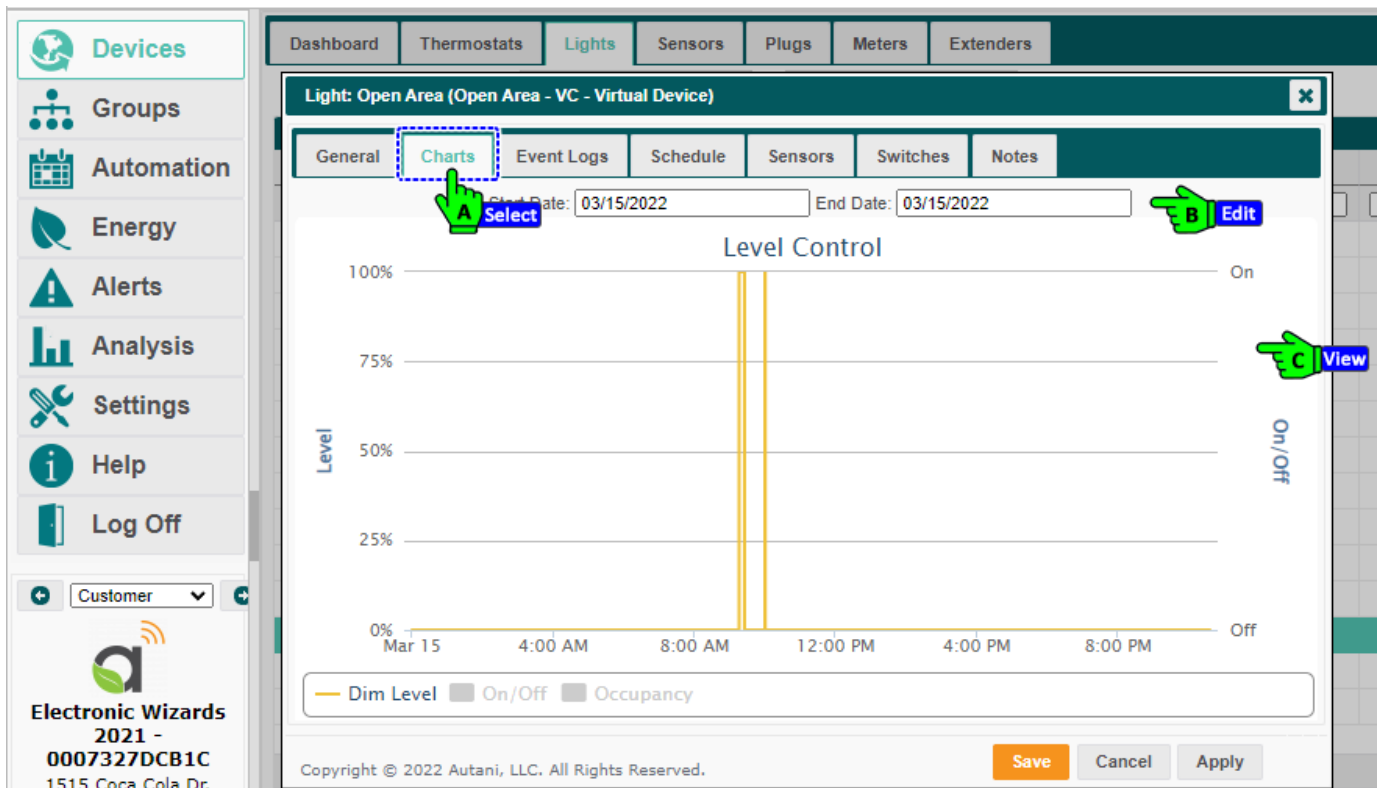 Devices
Groups
Automation
Energy
Alerts
Analysis
Settings
Help
Log Off
Customer
Electronic Wizards
2021 -
0007327DCB1C
1515 Coca Cola Dr.
Dashboard Thermostats Lights Sensors Plugs Meters Extenders
Light: Open Area (Open Area - VC - Virtual Device)
General Charts Event Logs Schedule Sensors Switches Notes
Start Date: 03/15/2022 End Date: 03/15/2022
A Select
B Edit
Level Control
100% On
75%
C View
50%
Level
On/Off
25%
0% Off
Mar 15 4:00 AM 8:00 AM 12:00 PM 4:00 PM 8:00 PM
Dim Level On/Off Occupancy
Copyright © 2022 Autani, LLC. All Rights Reserved.
Save Cancel Apply